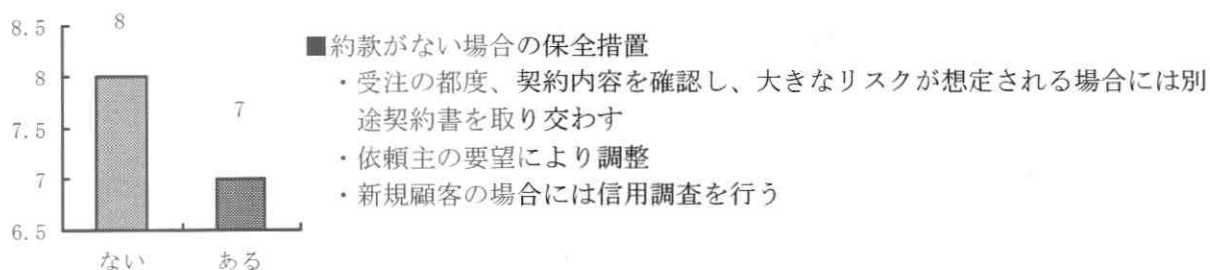 8.5
8
7.5
7
6.5
8
7
ない
ある
■約款がない場合の保全措置
・受注の都度、契約内容を確認し、大きなリスクが想定される場合には別
途契約書を取り交わす
・依頼主の要望により調整
・新規顧客の場合には信用調査を行う